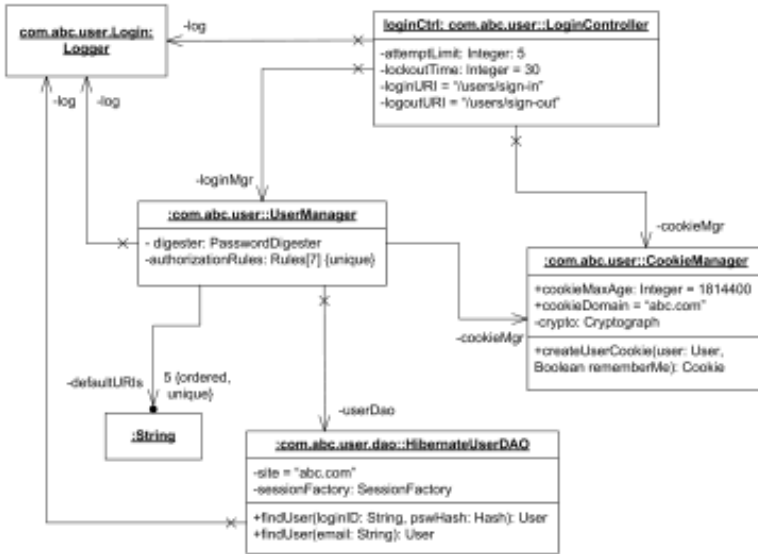 com.abc.user.Login:
Logger
loginCtrl: com.abc.user::LoginController
-attemptLimit: Integer: 5
-lockoutTime: Integer = 30
-loginURI = "/users/sign-in"
-logoutURI = "/users/sign-out"
-log
-log
-log
-loginMgr
-cookieMgr
:com.abc.user::UserManager
- digester: PasswordDigester
-authorizationRules: Rules[7] {unique}
:com.abc.user::CookieManager
+cookieMaxAge: Integer = 1814400
+cookieDomain = "abc.com"
-crypto: Cryptograph
+createUserCookie(user: User,
Boolean rememberMe): Cookie
-cookieMgr
-defaultURIs
5 {ordered,
unique}
-userDao
:String
:com.abc.user.dao::HibernateUserDAO
-site = "abc.com"
-sessionFactory: SessionFactory
+findUser(loginID: String, pswHash: Hash): User
+findUser(email: String): User